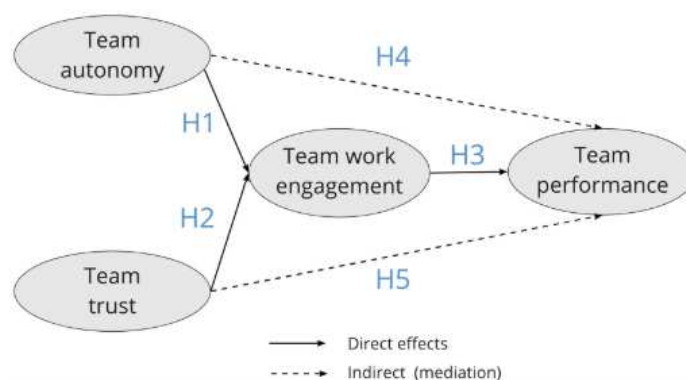 Team
autonomy
H4
H1
Team work
engagement
H3
Team
performance
H2
Team
trust
H5
Direct effects
Indirect (mediation)